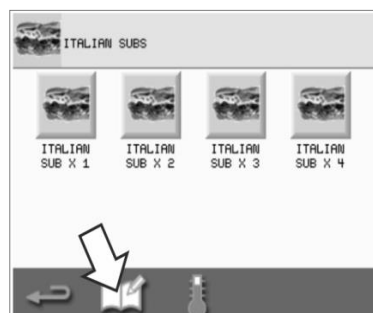 ITALIAN SUBS
ITALIAN
SUB X 1
ITALIAN
SUB X 2
ITALIAN
SUB X 3
ITALIAN
SUB X 4